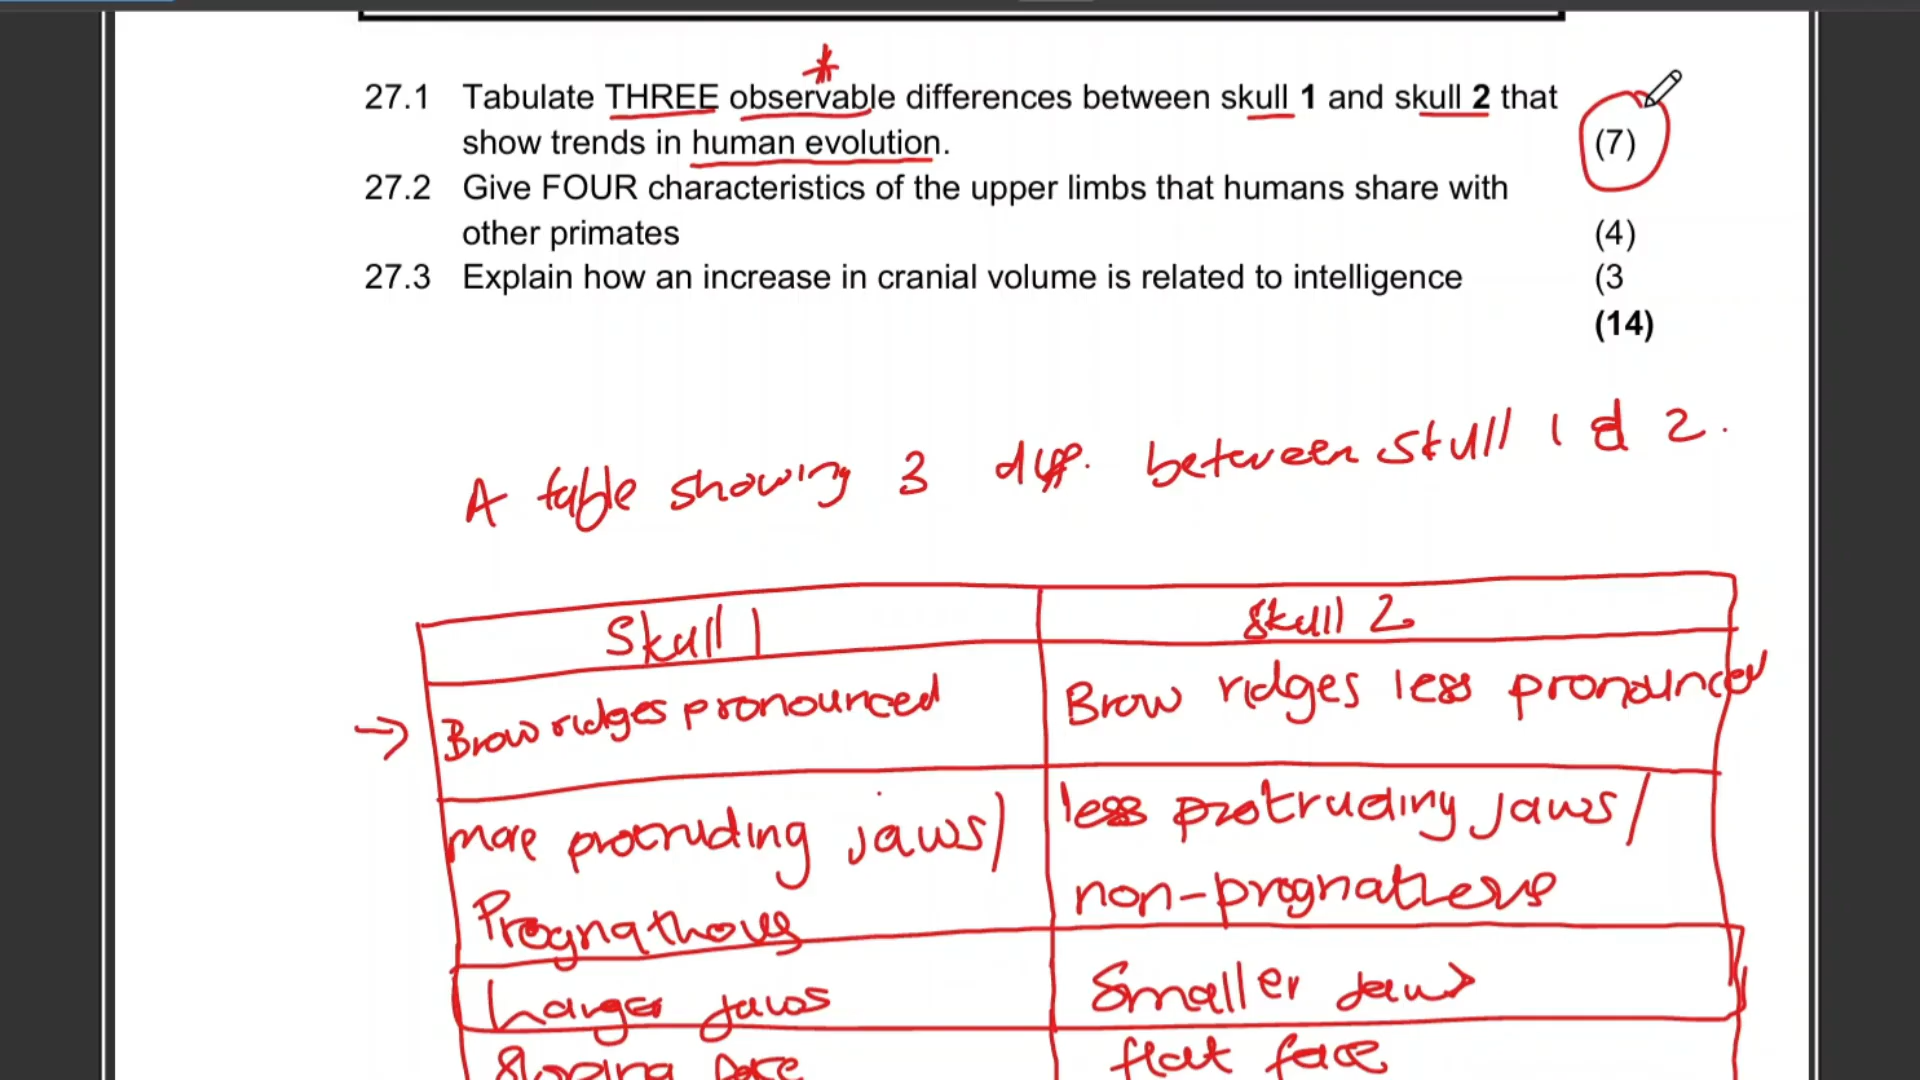 27.1 Tabulate THREE observable differences between skull 1 and skull 2 that
show trends in human evolution. (7)
27.2 Give FOUR characteristics of the upper limbs that humans share with
other primates (4)
27.3 Explain how an increase in cranial volume is related to intelligence (3
(14)
A table showing 3 diff. between skull 1 & 2.
Skull 1 Skull 2
Brow ridges pronounced Brow ridges less pronounced
more protruding jaws/ less protruding jaws/
Prognathous non-prognathous
Larger jaws Smaller jaws
Sloping face flat face